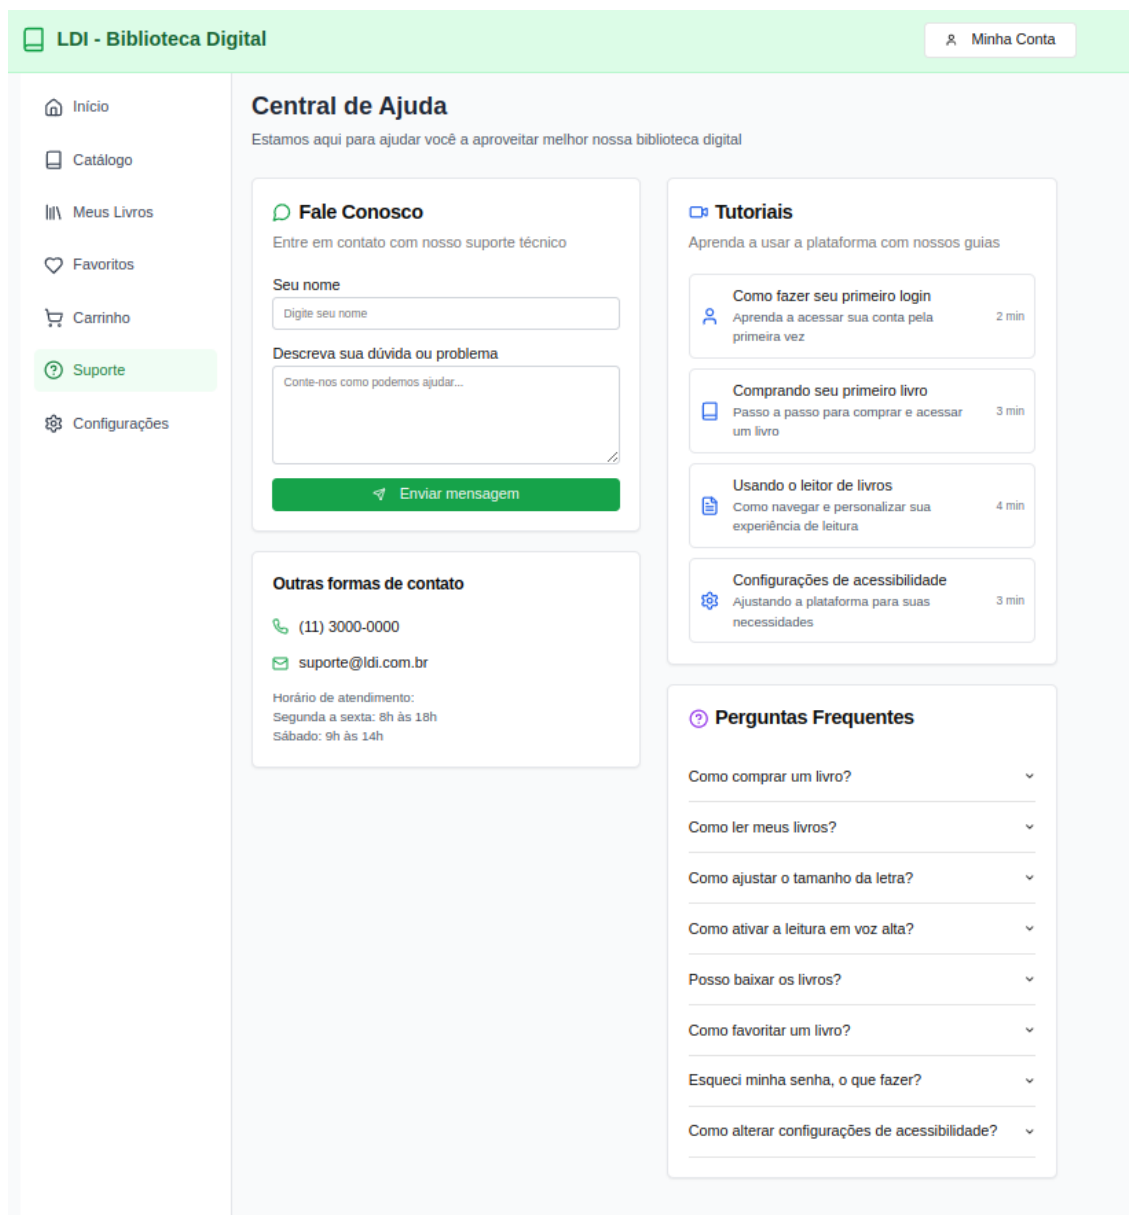 LDI - Biblioteca Digital
Minha Conta
Início
Catálogo
Meus Livros
Favoritos
Carrinho
Suporte
Configurações
Central de Ajuda
Estamos aqui para ajudar você a aproveitar melhor nossa biblioteca digital
Fale Conosco
Entre em contato com nosso suporte técnico
Seu nome
Digite seu nome
Descreva sua dúvida ou problema
Conte-nos como podemos ajudar...
Enviar mensagem
Outras formas de contato
(11) 3000-0000
suporte@ldi.com.br
Horário de atendimento:
Segunda a sexta: 8h às 18h
Sábado: 9h às 14h
Tutoriais
Aprenda a usar a plataforma com nossos guias
Como fazer seu primeiro login
Aprenda a acessar sua conta pela
primeira vez
2 min
Comprando seu primeiro livro
Passo a passo para comprar e acessar
um livro
3 min
Usando o leitor de livros
Como navegar e personalizar sua
experiência de leitura
4 min
Configurações de acessibilidade
Ajustando a plataforma para suas
necessidades
3 min
Perguntas Frequentes
Como comprar um livro?
Como ler meus livros?
Como ajustar o tamanho da letra?
Como ativar a leitura em voz alta?
Posso baixar os livros?
Como favoritar um livro?
Esqueci minha senha, o que fazer?
Como alterar configurações de acessibilidade?